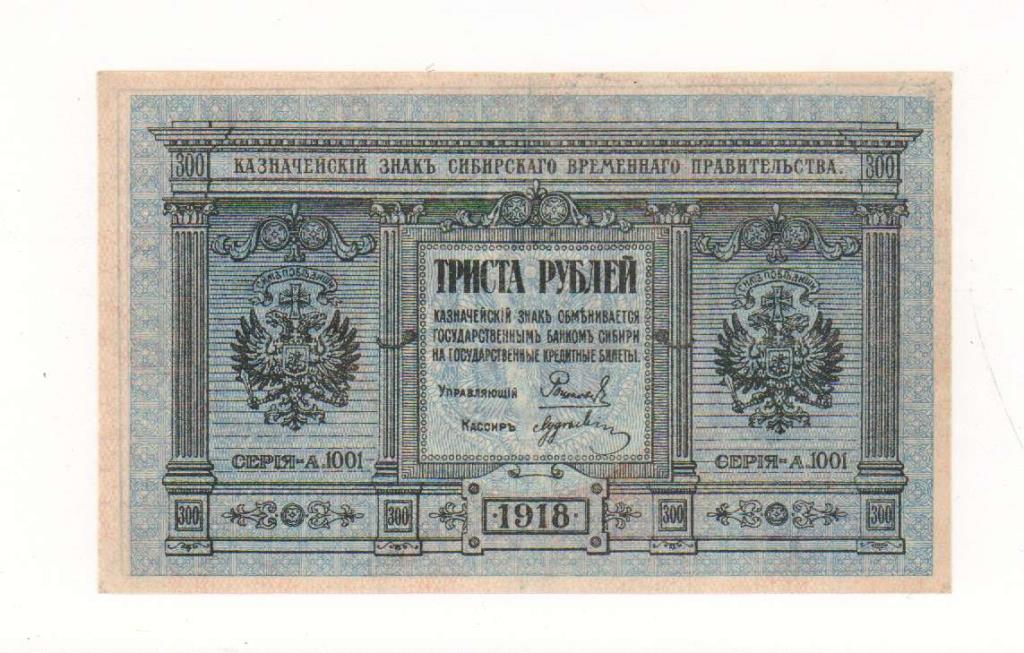 300 КАЗНАЧЕЙСКІЙ ЗНАКЪ СИБИРСКАГО ВРЕМЕННАГО ПРАВИТЕЛЬСТВА. 300
ТРИСТА РУБЛЕЙ
КАЗНАЧЕЙСКІЙ ЗНАКЪ ОБМѢНИВАЕТСЯ
ГОСУДАРСТВЕННЫМЪ БАНКОМЪ СИБИРИ
НА ГОСУДАРСТВЕННЫЕ КРЕДИТНЫЕ БИЛЕТЫ.
УПРАВЛЯЮЩІЙ
КАССИРЪ
СЕРІЯ-А.1001 СЕРІЯ-А.1001
300 300 ·1918· 300 300